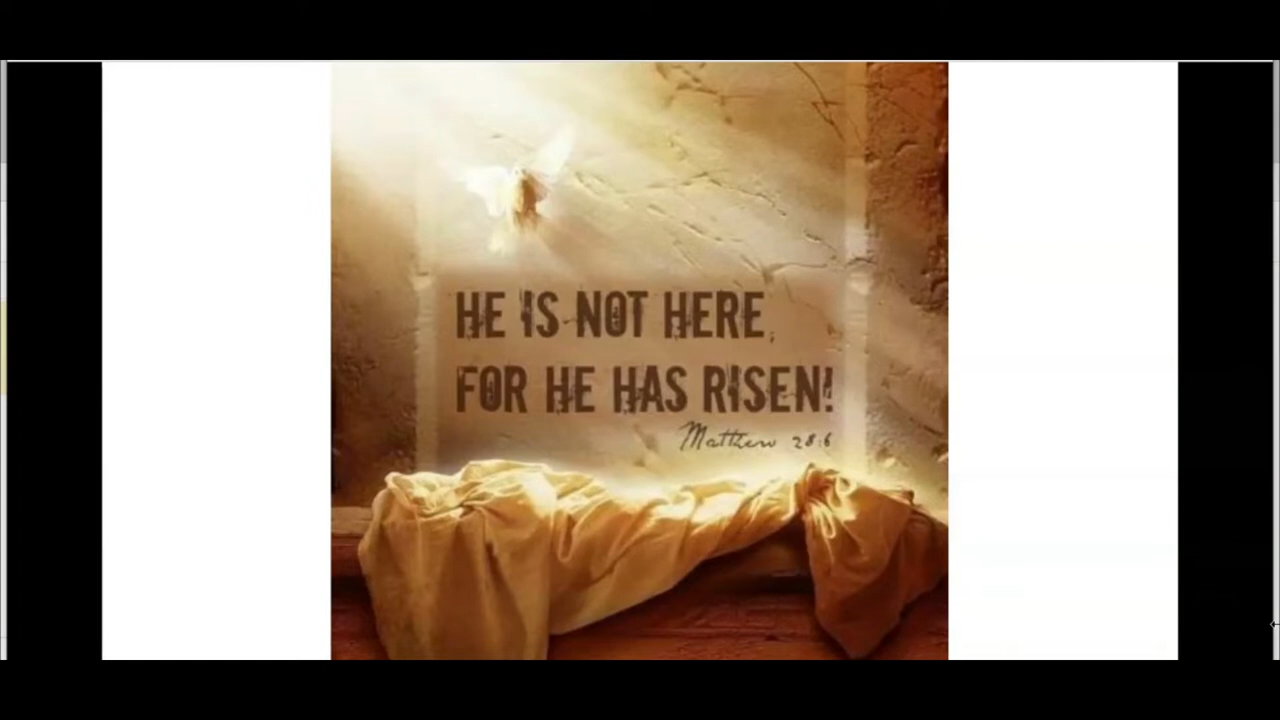 HE IS NOT HERE,
FOR HE HAS RISEN!
Matthew 28:6